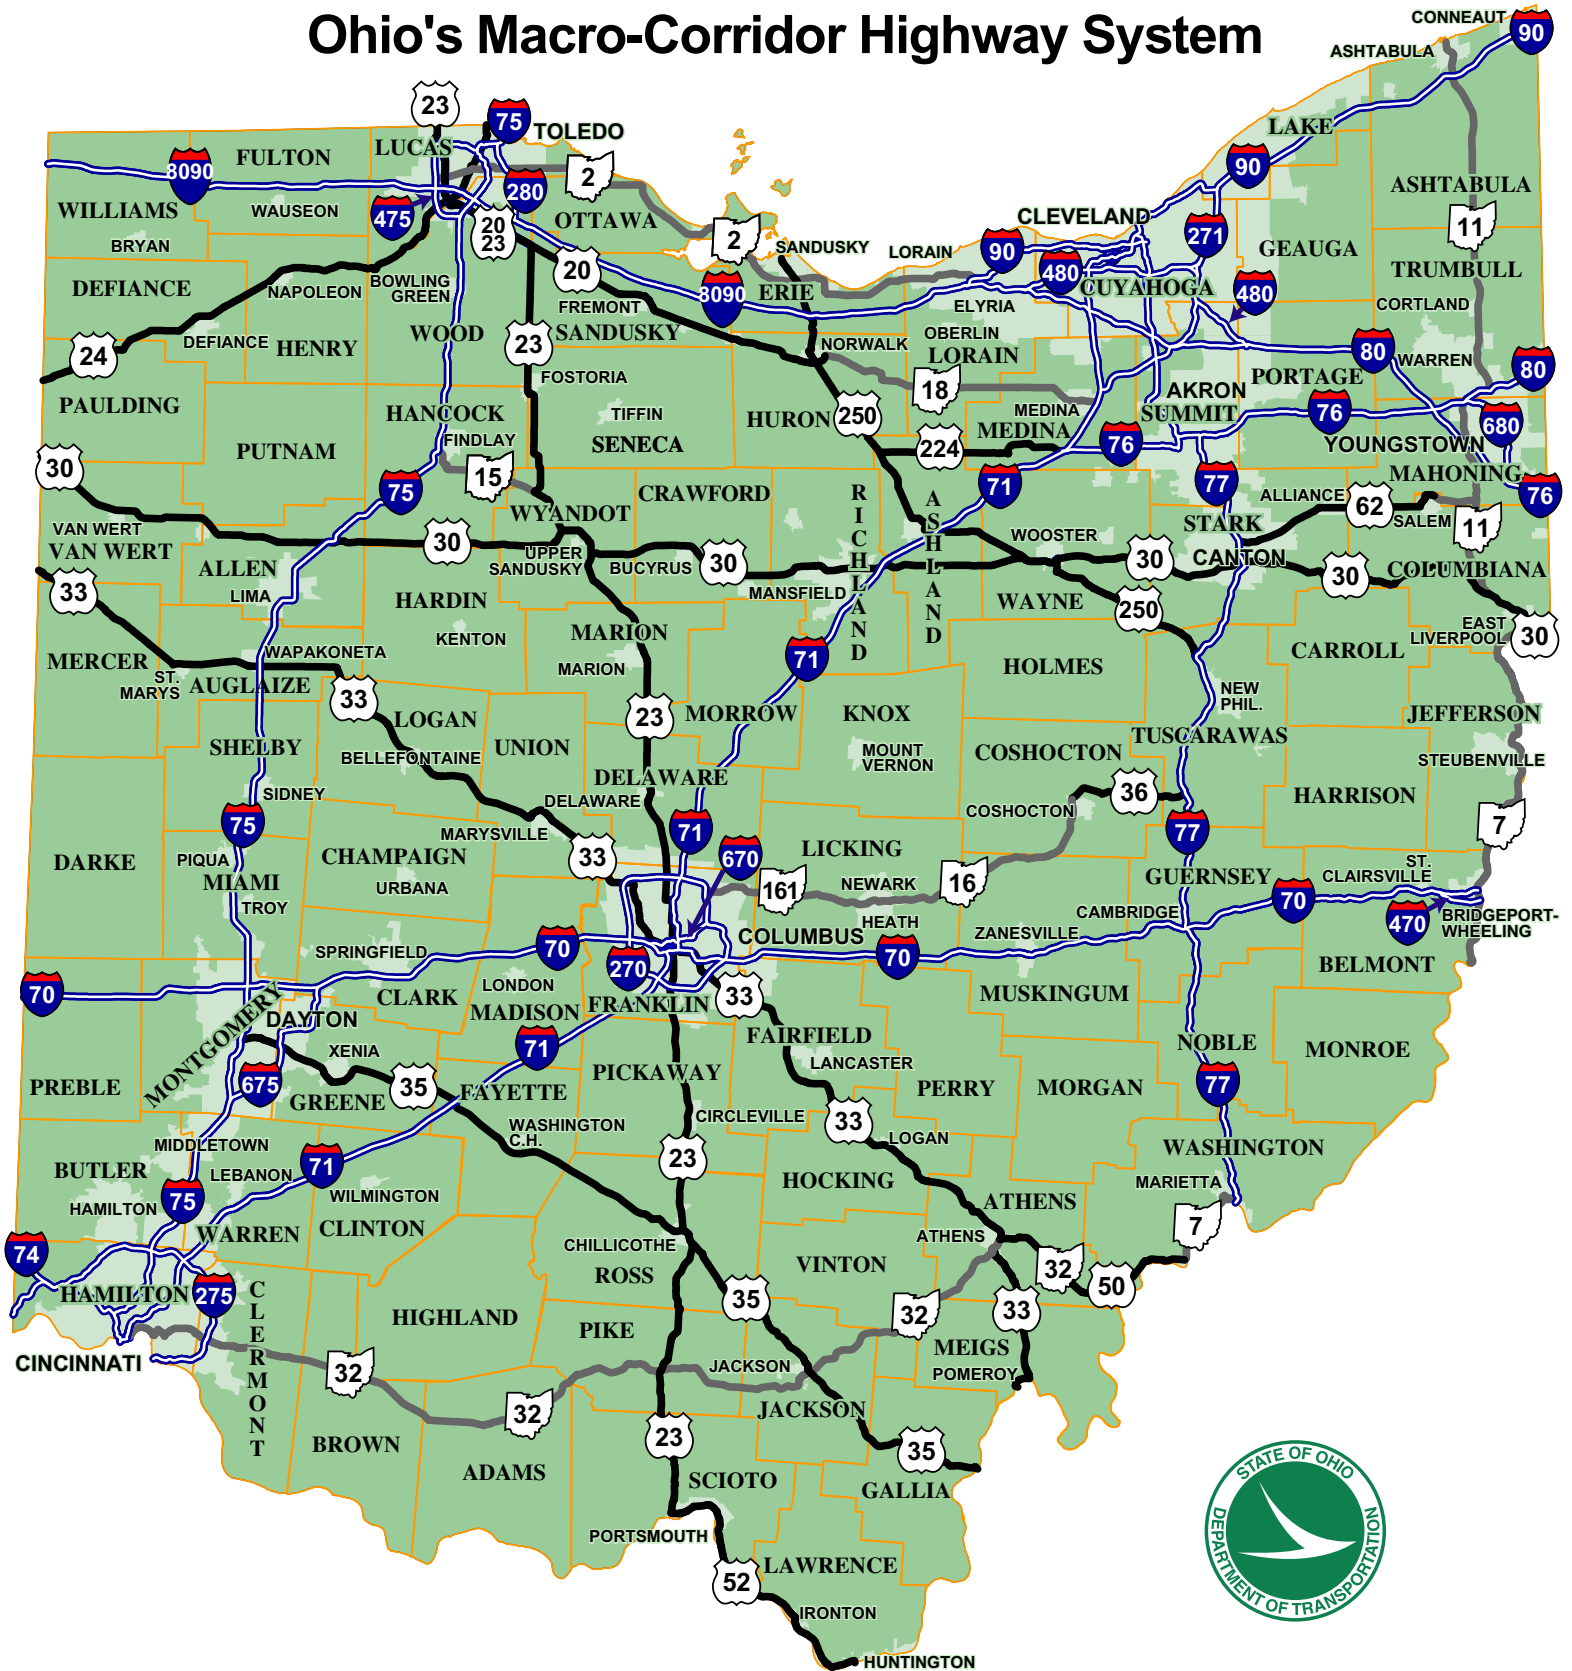 Ohio's Macro-Corridor Highway System
CONNEAUT
90
ASHTABULA
23
75
TOLEDO
LAKE
LUCAS
FULTON
8090
2
280
90
ASHTABULA
WILLIAMS
WAUSEON
475
OTTAWA
CLEVELAND
11
BRYAN
20
23
2
SANDUSKY
LORAIN
90
271
GEAUGA
20
480
TRUMBULL
DEFIANCE
NAPOLEON
BOWLING
GREEN
8090
ERIE
CUYAHOGA
480
FREMONT
ELYRIA
CORTLAND
WOOD
SANDUSKY
OBERLIN
24
DEFIANCE
HENRY
23
NORWALK
LORAIN
80
WARREN
80
FOSTORIA
18
AKRON
PORTAGE
PAULDING
HANCOCK
TIFFIN
HURON
250
MEDINA
SUMMIT
76
680
FINDLAY
SENECA
224
MEDINA
76
YOUNGSTOWN
PUTNAM
30
15
75
CRAWFORD
RICHLAND
ASHLAND
71
77
MAHONING
76
ALLIANCE
62
WYANDOT
STARK
SALEM
11
VAN WERT
VAN WERT
30
UPPER
SANDUSKY
BUCYRUS
30
WOOSTER
30
CANTON
30
COLUMBIANA
ALLEN
33
LIMA
HARDIN
MANSFIELD
WAYNE
250
KENTON
MARION
EAST
LIVERPOOL
30
MERCER
WAPAKONETA
MARION
71
HOLMES
CARROLL
ST.
MARYS
AUGLAIZE
33
NEW
PHIL.
LOGAN
23
MORROW
KNOX
JEFFERSON
SHELBY
BELLEFONTAINE
UNION
MOUNT
VERNON
COSHOCTON
TUSCARAWAS
STEUBENVILLE
DELAWARE
SIDNEY
DELAWARE
36
HARRISON
75
MARYSVILLE
71
COSHOCTON
77
7
DARKE
PIQUA
CHAMPAIGN
33
670
LICKING
MIAMI
URBANA
161
NEWARK
16
GUERNSEY
ST.
CLAIRSVILLE
TROY
HEATH
CAMBRIDGE
70
470
BRIDGEPORT-
WHEELING
SPRINGFIELD
70
COLUMBUS
ZANESVILLE
70
270
70
LONDON
33
BELMONT
CLARK
MADISON
FRANKLIN
MUSKINGUM
MONTGOMERY
DAYTON
71
FAIRFIELD
NOBLE
MONROE
XENIA
LANCASTER
PREBLE
675
35
PICKAWAY
77
GREENE
FAYETTE
PERRY
MORGAN
WASHINGTON
C.H.
CIRCLEVILLE
33
MIDDLETOWN
LOGAN
WASHINGTON
BUTLER
LEBANON
71
23
HOCKING
MARIETTA
HAMILTON
75
WILMINGTON
ATHENS
7
WARREN
CLINTON
ATHENS
74
CHILLICOTHE
ROSS
VINTON
32
50
HAMILTON
275
CLERMONT
35
32
33
HIGHLAND
PIKE
MEIGS
CINCINNATI
32
JACKSON
POMEROY
32
JACKSON
BROWN
23
35
ADAMS
SCIOTO
GALLIA
STATE OF OHIO
DEPARTMENT OF TRANSPORTATION
PORTSMOUTH
LAWRENCE
52
IRONTON
HUNTINGTON